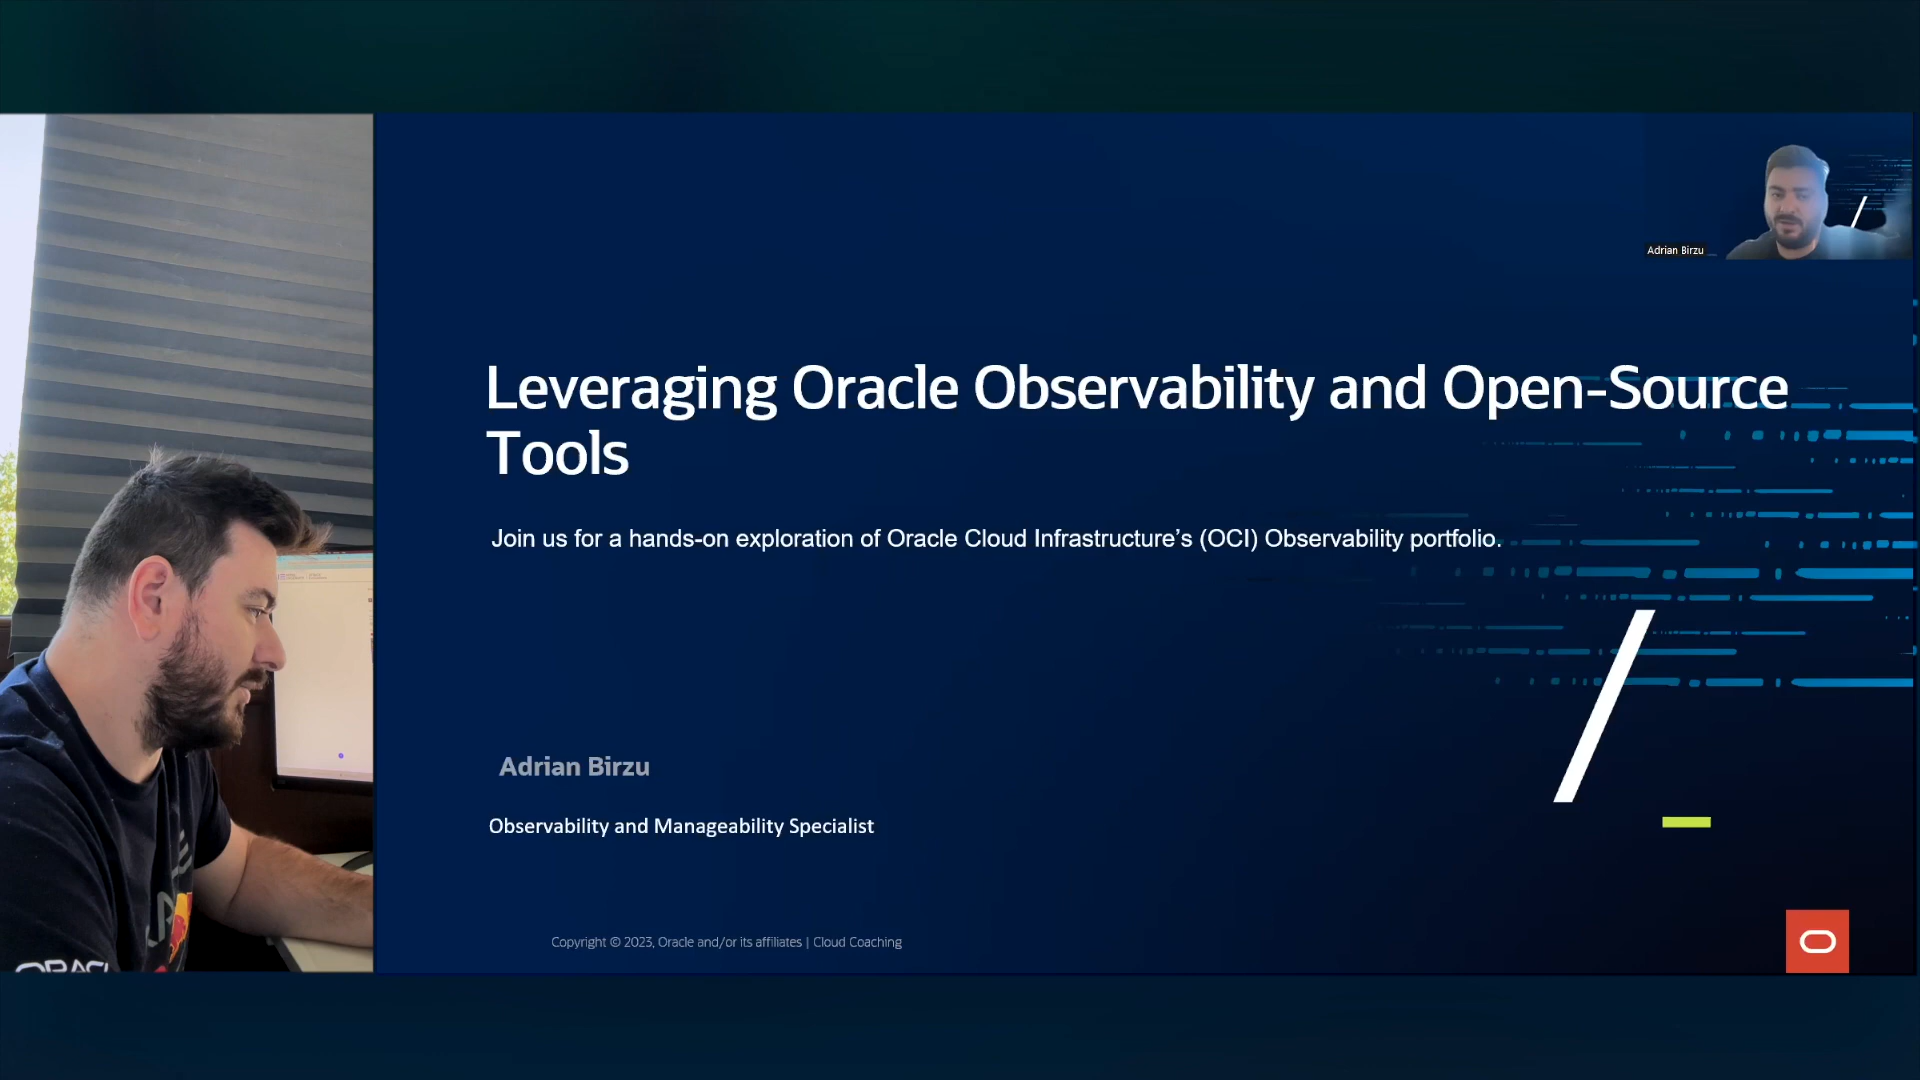 Adrian Birzu
Leveraging Oracle Observability and Open-Source
Tools
Join us for a hands-on exploration of Oracle Cloud Infrastructure’s (OCI) Observability portfolio.
Adrian Birzu
Observability and Manageability Specialist
Copyright © 2023, Oracle and/or its affiliates | Cloud Coaching